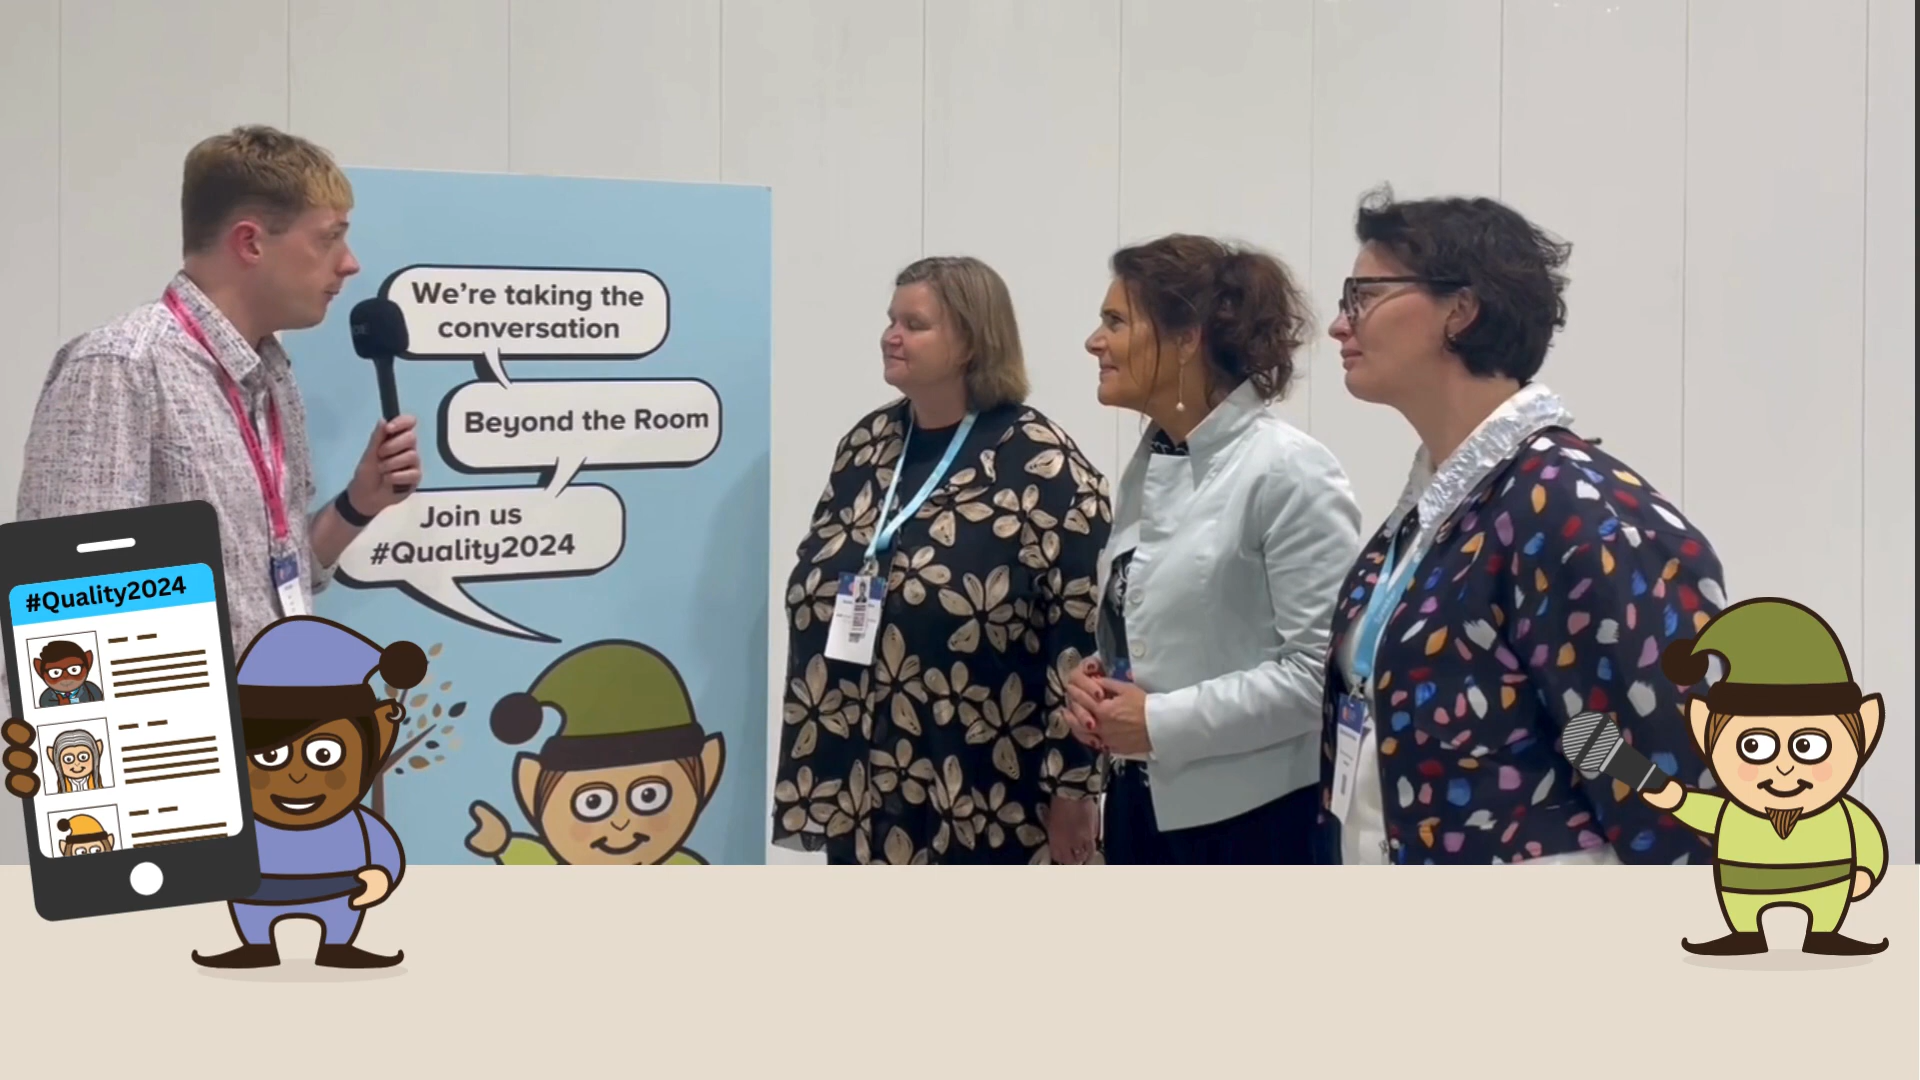 We're taking the
conversation
Beyond the Room
Join us
#Quality2024
#Quality2024